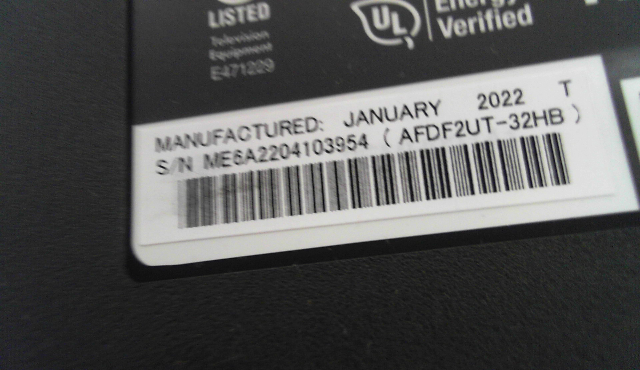 LISTED
Television
Equipment
E471229
UL
Energy
Verified
MANUFACTURED: JANUARY 2022 T
S/N ME6A2204103954 (AFDF2UT-32HB)